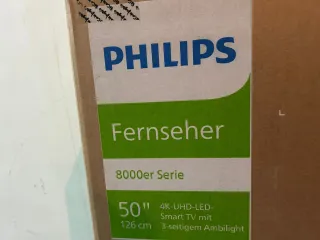 PHILIPS
Fernseher
8000er Serie
50"
126 cm
4K-UHD-LED-
Smart TV mit
3-seitigem Ambilight